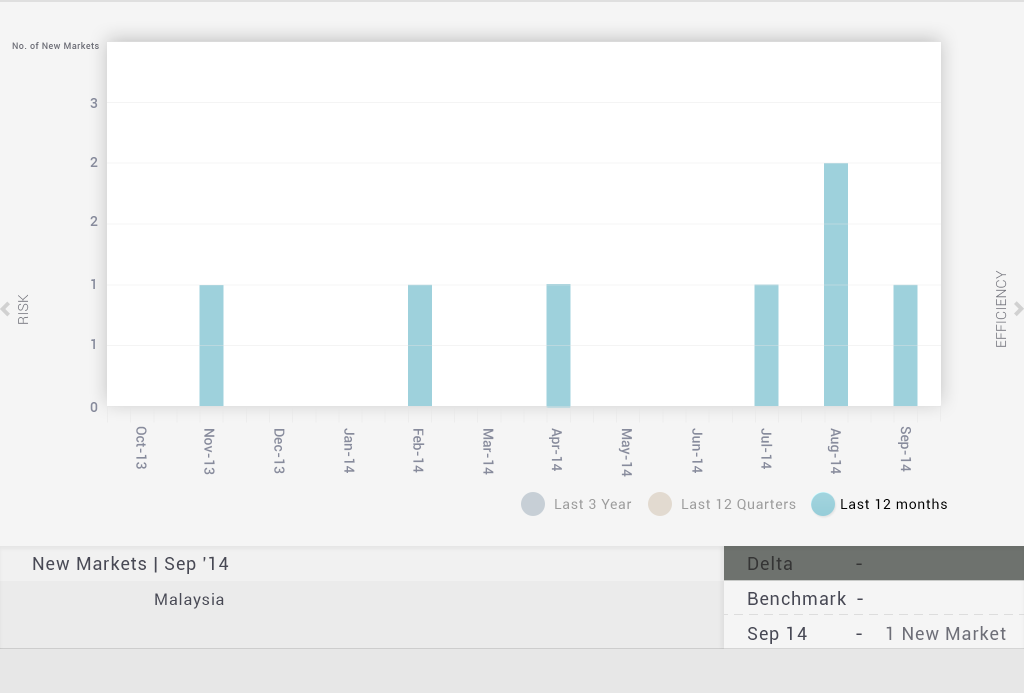 No. of New Markets
3
2
2
1
1
0
RISK
EFFICIENCY
Oct-13
Nov-13
Dec-13
Jan-14
Feb-14
Mar-14
Apr-14
May-14
Jun-14
Jul-14
Aug-14
Sep-14
Last 3 Year
Last 12 Quarters
Last 12 months
New Markets | Sep '14
Malaysia
Delta -
Benchmark -
Sep 14 - 1 New Market